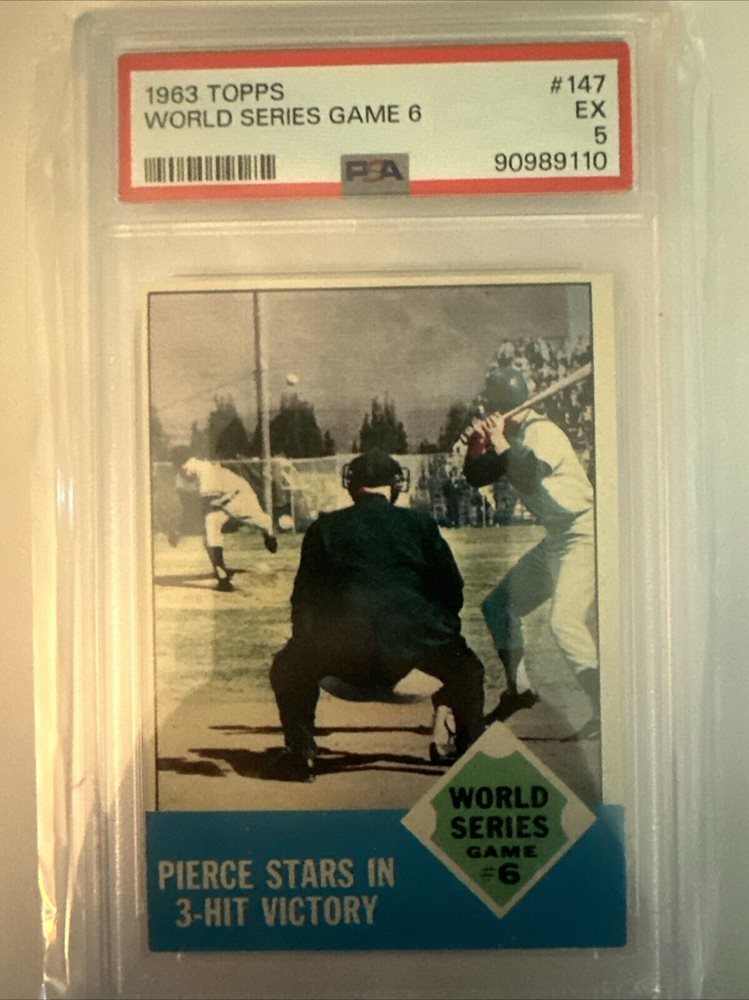 1963 TOPPS #147
WORLD SERIES GAME 6 EX
5
PSA 90989110
PIERCE STARS IN
3-HIT VICTORY
WORLD
SERIES
GAME
#6